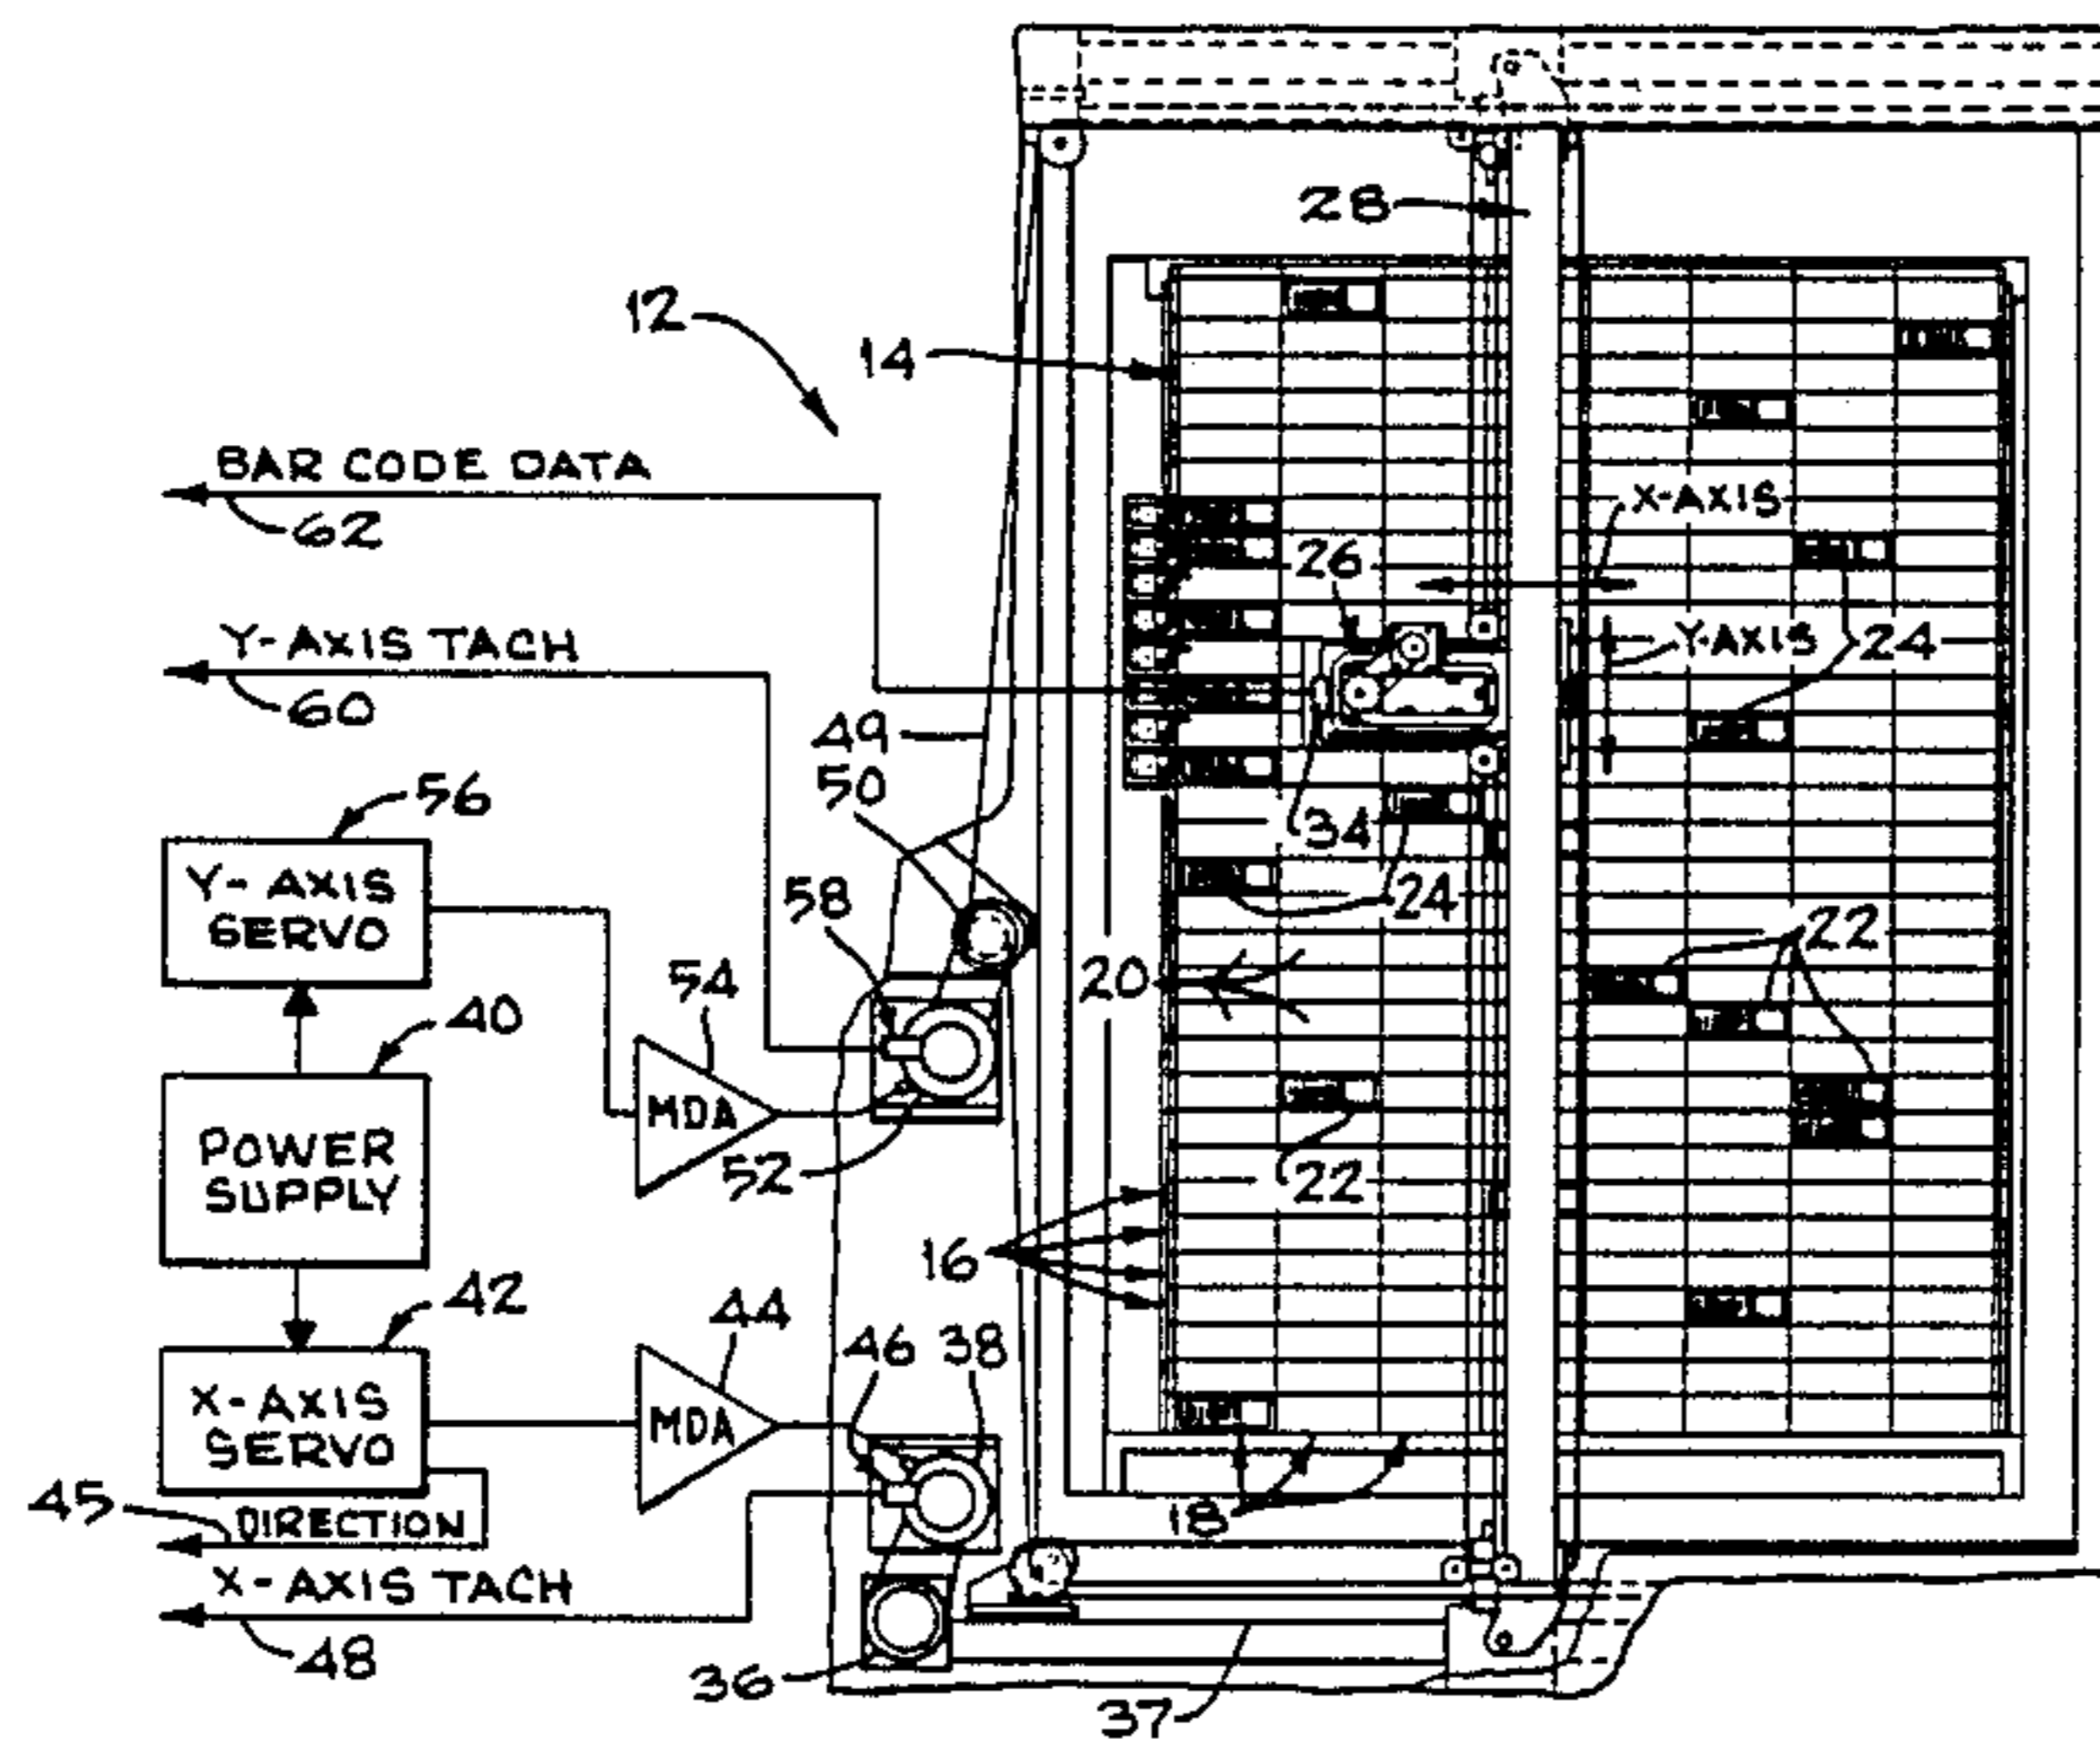 28
12
14
BAR CODE DATA
62
X-AXIS
26
Y-AXIS TACH
60
Y-AXIS
24
49
50
56
34
Y- AXIS
SERVO
58
24
22
54
20
40
MDA
POWER
SUPPLY
52
22
16
42
44
46
38
X-AXIS
SERVO
MDA
45
DIRECTION
18
X-AXIS TACH
48
36
37